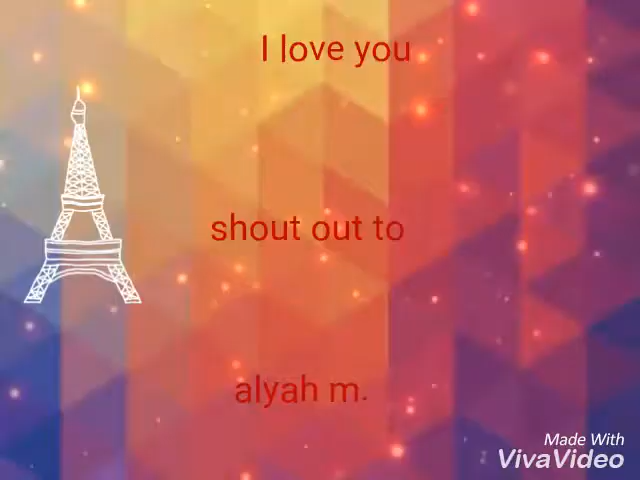 I love you
shout out to
alyah m.
Made With
VivaVideo